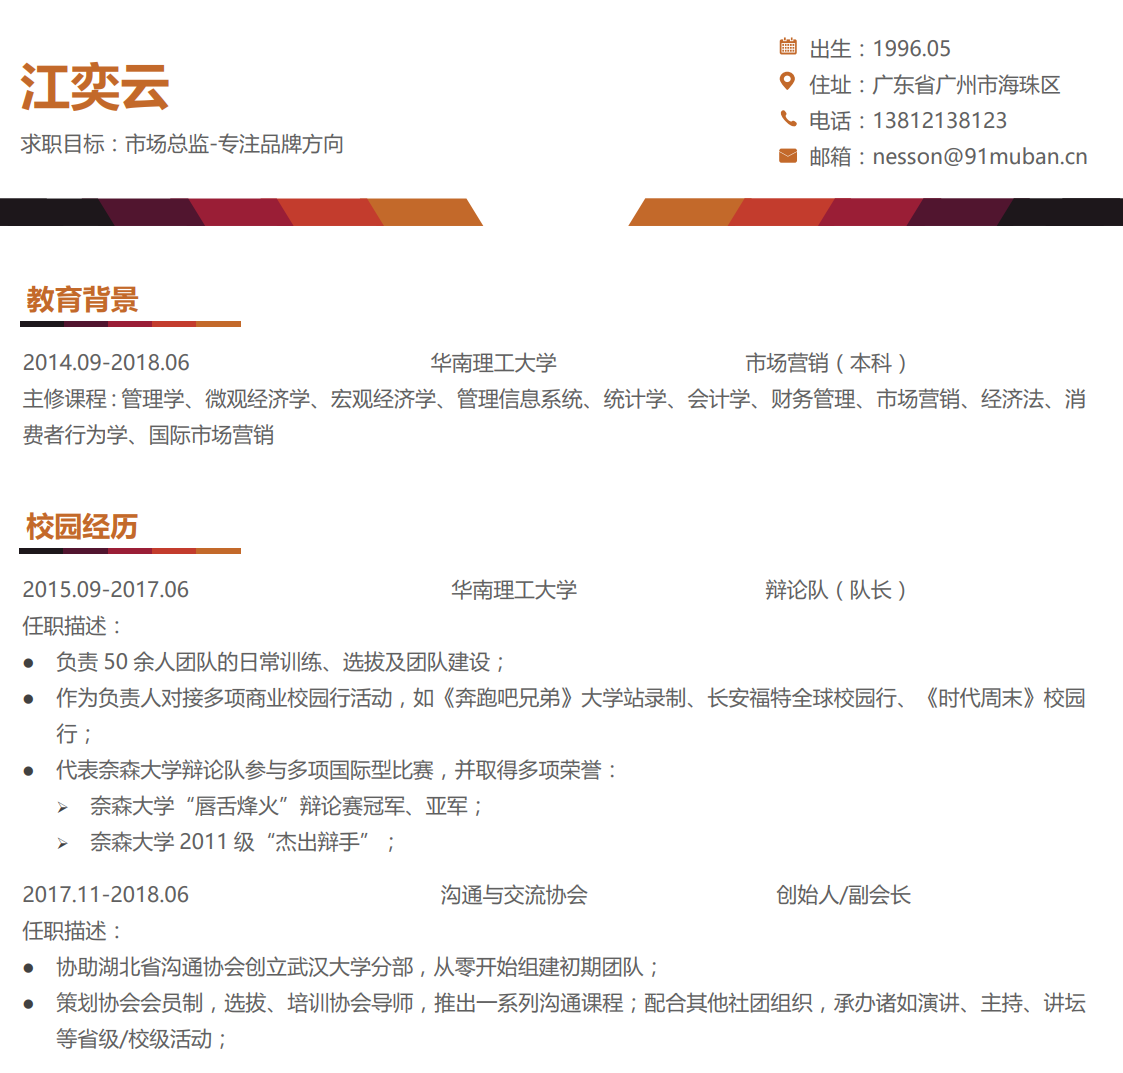 江奕云
求职目标：市场总监-专注品牌方向
出生：1996.05
住址：广东省广州市海珠区
电话：13812138123
邮箱：nesson@91muban.cn
教育背景
2014.09-2018.06 华南理工大学 市场营销（本科）
主修课程：管理学、微观经济学、宏观经济学、管理信息系统、统计学、会计学、财务管理、市场营销、经济法、消
费者行为学、国际市场营销
校园经历
2015.09-2017.06 华南理工大学 辩论队（队长）
任职描述：
● 负责 50 余人团队的日常训练、选拔及团队建设；
● 作为负责人对接多项商业校园行活动，如《奔跑吧兄弟》大学站录制、长安福特全球校园行、《时代周末》校园
行；
● 代表奈森大学辩论队参与多项国际型比赛，并取得多项荣誉：
➢ 奈森大学“唇舌烽火”辩论赛冠军、亚军；
➢ 奈森大学 2011 级“杰出辩手”；
2017.11-2018.06 沟通与交流协会 创始人/副会长
任职描述：
● 协助湖北省沟通协会创立武汉大学分部，从零开始组建初期团队；
● 策划协会会员制，选拔、培训协会导师，推出一系列沟通课程；配合其他社团组织，承办诸如演讲、主持、讲坛
等省级/校级活动；